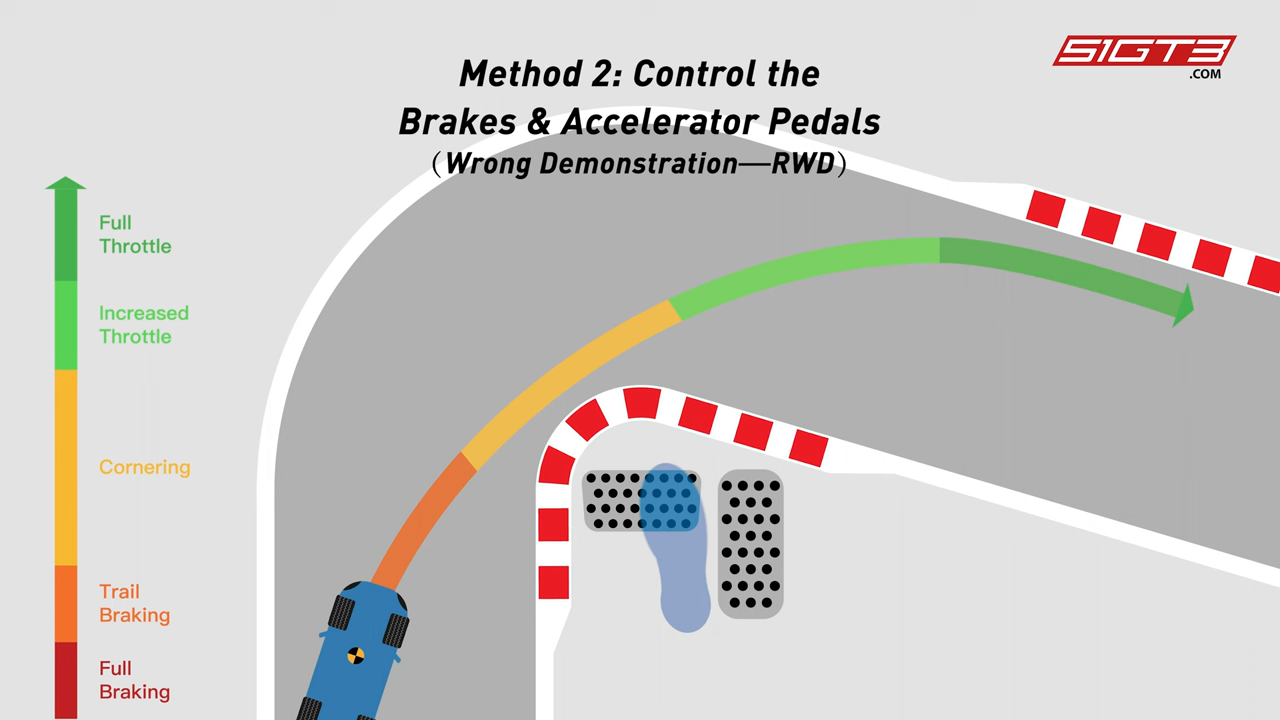 51GT3
.COM
Method 2: Control the
Brakes & Accelerator Pedals
（Wrong Demonstration—RWD）
Full
Throttle
Increased
Throttle
Cornering
Trail
Braking
Full
Braking